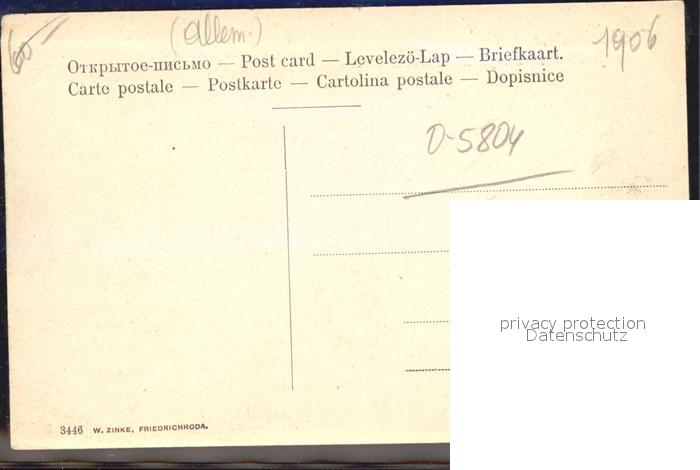 60
(allem.)
1906
Открытое-письмо — Post card — Levelezö-Lap — Briefkaart.
Carte postale — Postkarte — Cartolina postale — Dopisnice
D-5804
privacy protection
Datenschutz
3446 W. ZINKE, FRIEDRICHRODA.